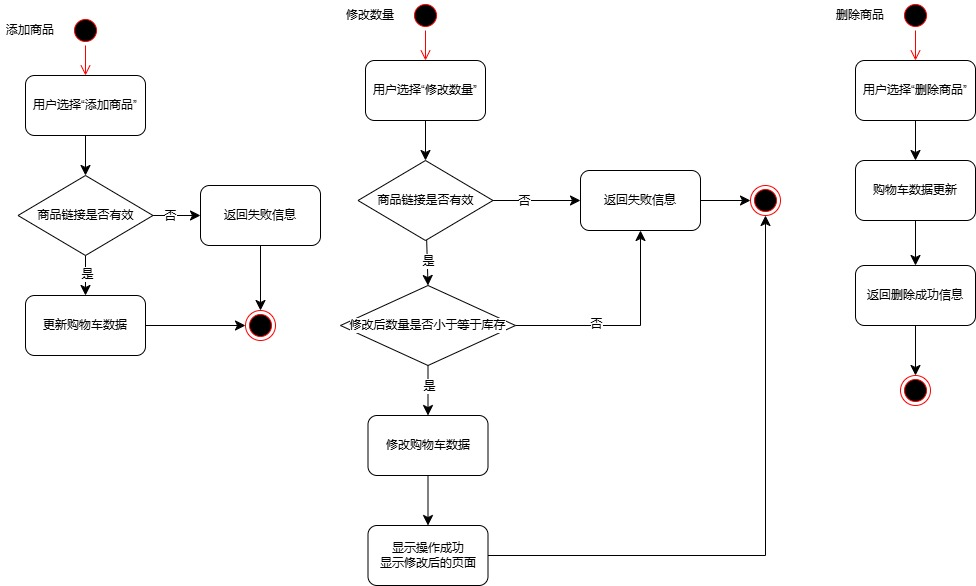 添加商品
用户选择“添加商品”
商品链接是否有效
否
返回失败信息
是
更新购物车数据
修改数量
用户选择“修改数量”
商品链接是否有效
否
返回失败信息
是
修改后数量是否小于等于库存
否
是
修改购物车数据
显示操作成功
显示修改后的页面
删除商品
用户选择“删除商品”
购物车数据更新
返回删除成功信息